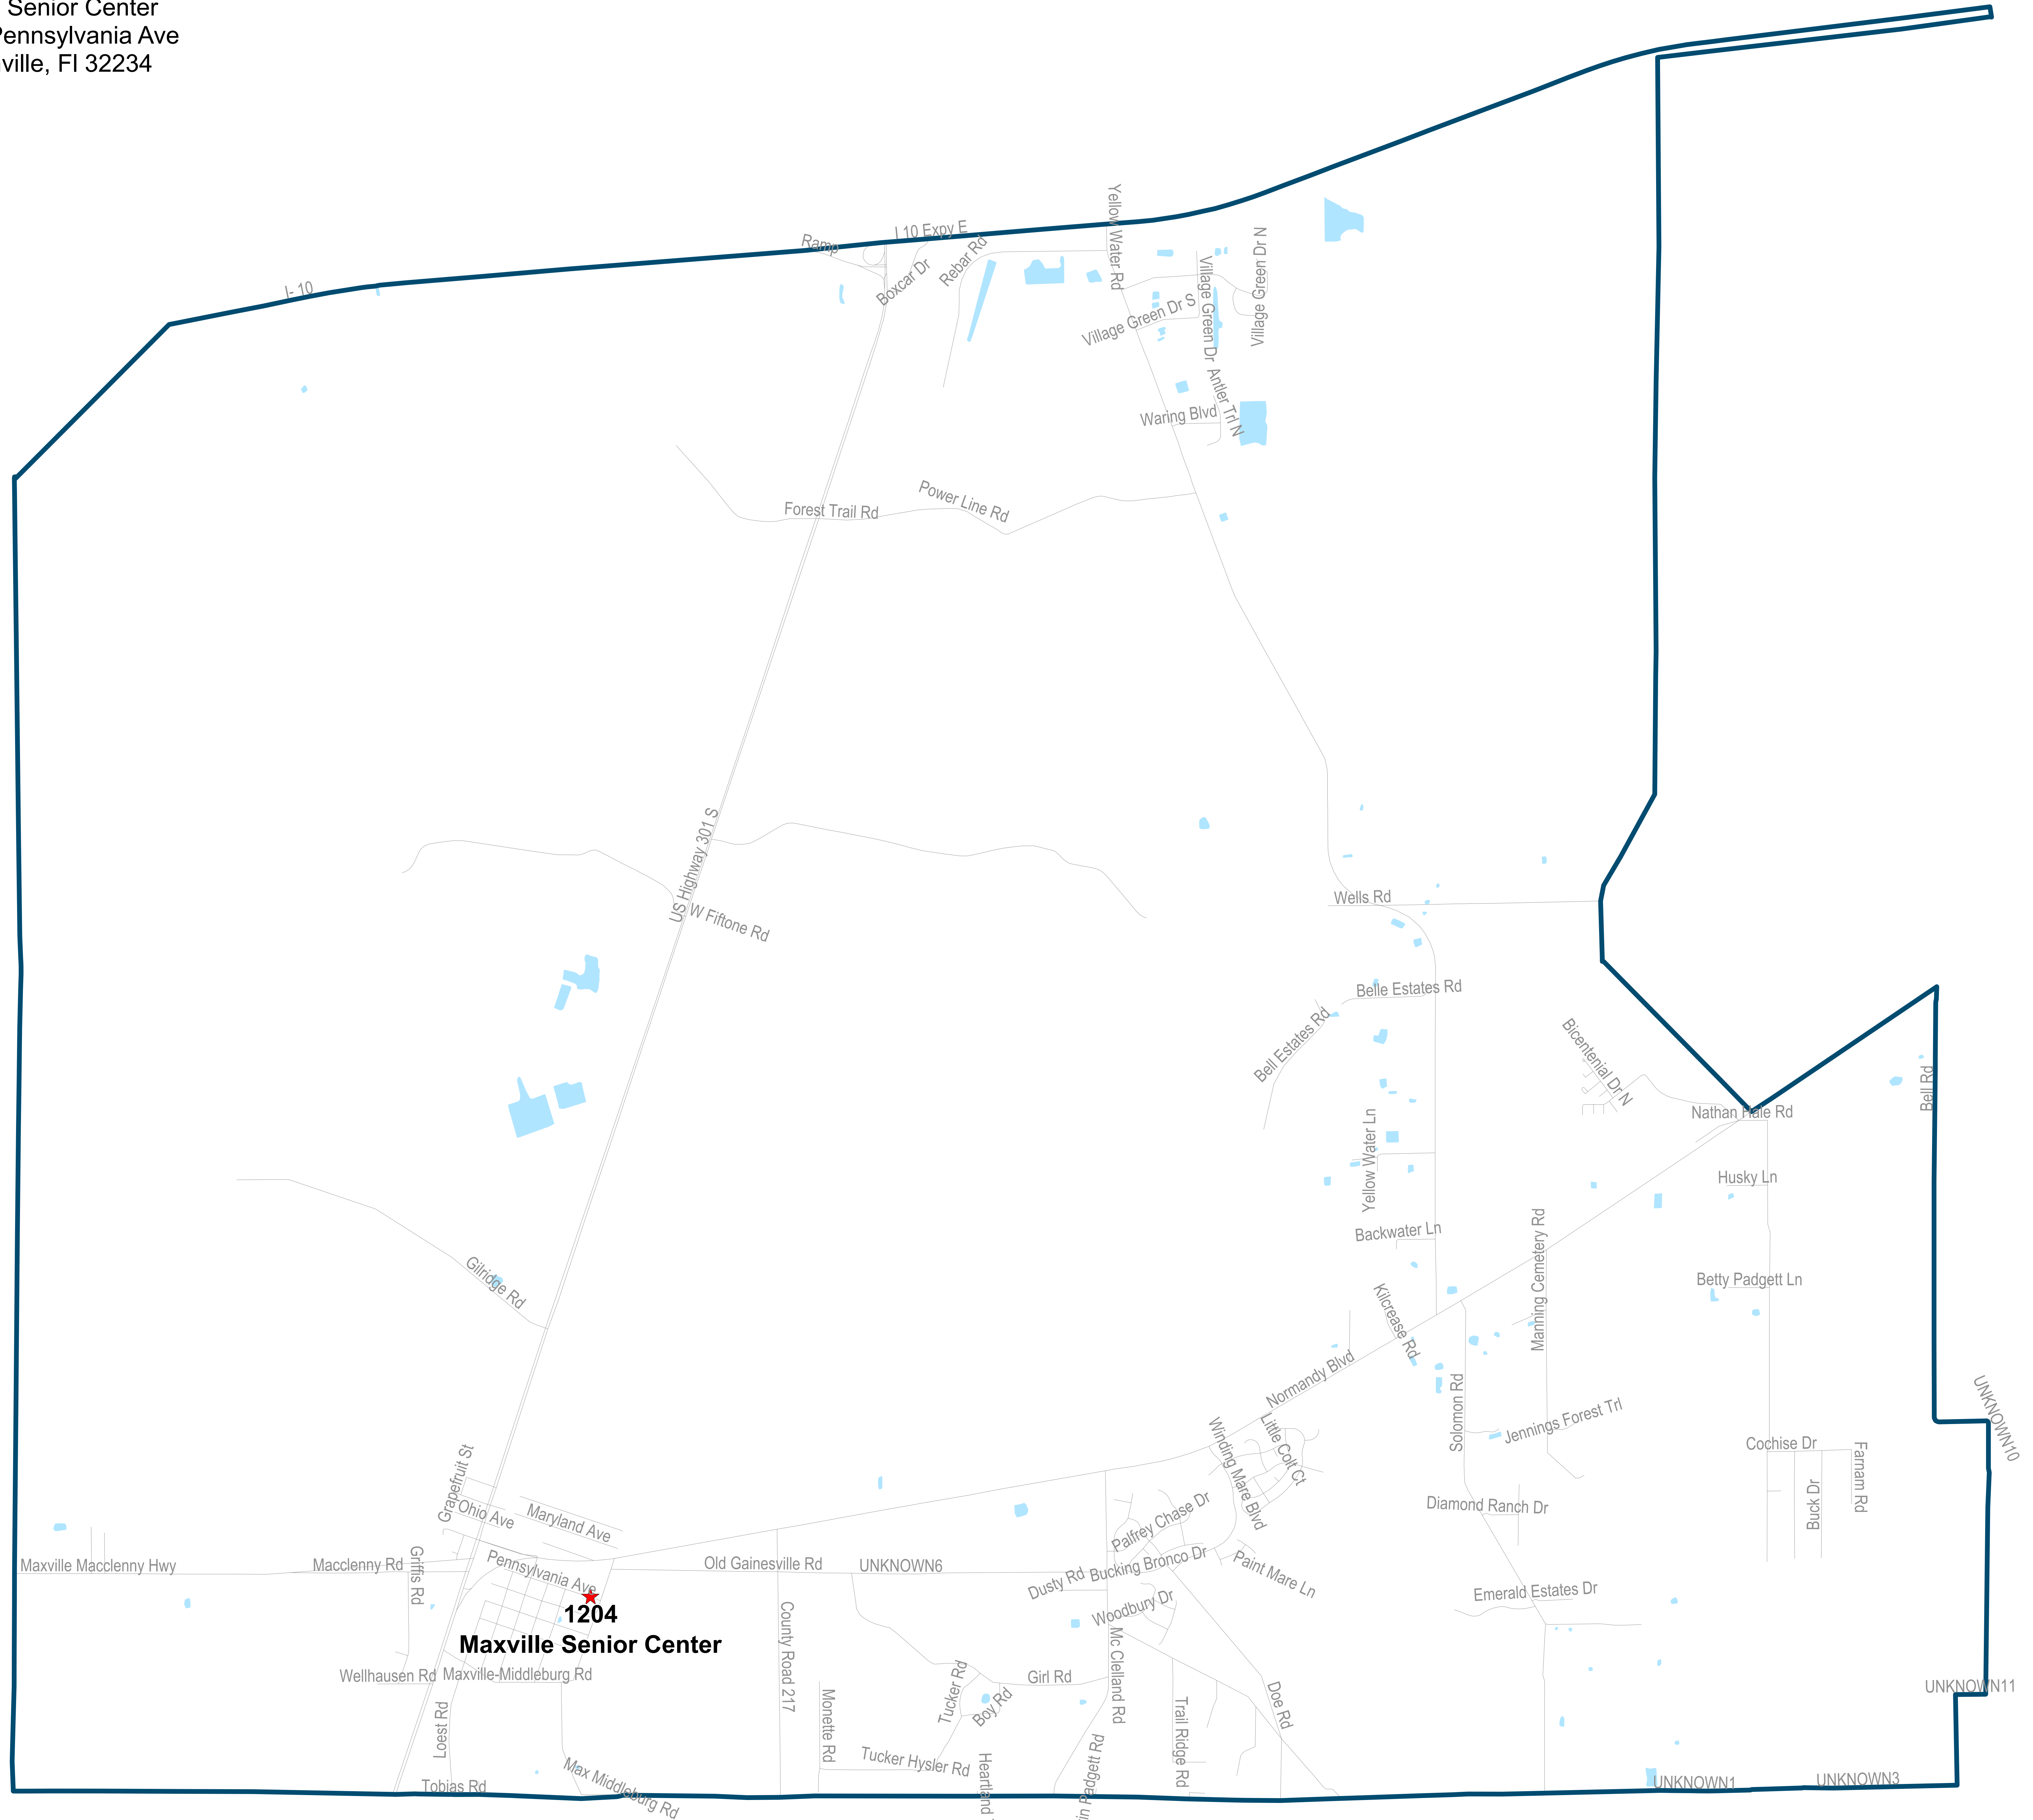 Senior Center
Pennsylvania Ave
ville, Fl 32234
Yellow Water Rd
I 10 Expy E
Ramp
Rebar Rd
Boxcar Dr
I- 10
Village Green Dr N
Village Green Dr
Village Green Dr S
Antler Trl N
Waring Blvd
Power Line Rd
Forest Trail Rd
US Highway 301 S
W Fiftone Rd
Wells Rd
Belle Estates Rd
Bell Estates Rd
Bicentenial Dr N
Bell Rd
Nathan Hale Rd
Yellow Water Ln
Husky Ln
Backwater Ln
Manning Cemetery Rd
Gilridge Rd
Betty Padgett Ln
Kilcrease Rd
Normandy Blvd
Solomon Rd
Jennings Forest Trl
UNKNOWN10
Little Colt Ct
Winding Mare Blvd
Cochise Dr
Farnam Rd
Buck Dr
Grapefruit St
Ohio Ave
Maryland Ave
Palfrey Chase Dr
Diamond Ranch Dr
Maxville Macclenny Hwy
Macclenny Rd
Griffis Rd
Pennsylvania Ave
Old Gainesville Rd
UNKNOWN6
Dusty Rd
Bucking Bronco Dr
Paint Mare Ln
Emerald Estates Dr
1204
Maxville Senior Center
Woodbury Dr
County Road 217
Mc Clelland Rd
Wellhausen Rd
Maxville-Middleburg Rd
Girl Rd
Tucker Rd
Boy Rd
Doe Rd
UNKNOWN11
Loest Rd
Monette Rd
Trail Ridge Rd
Tucker Hysler Rd
Heartland
in Padgett Rd
Max Middleburg Rd
Tobias Rd
UNKNOWN1
UNKNOWN3